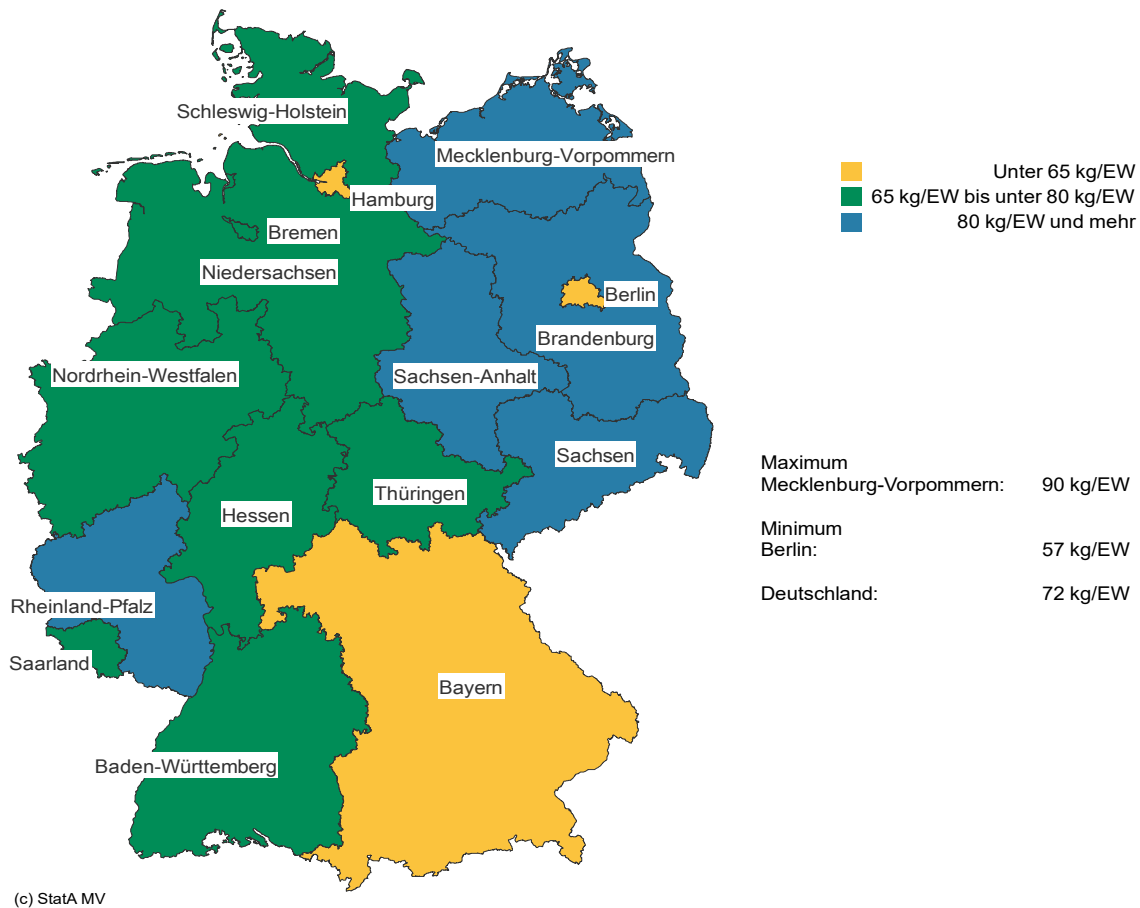 Schleswig-Holstein
Mecklenburg-Vorpommern
Hamburg
Bremen
Niedersachsen
Berlin
Brandenburg
Nordrhein-Westfalen
Sachsen-Anhalt
Sachsen
Thüringen
Hessen
Rheinland-Pfalz
Saarland
Bayern
Baden-Württemberg
Unter 65 kg/EW
65 kg/EW bis unter 80 kg/EW
80 kg/EW und mehr
Maximum
Mecklenburg-Vorpommern: 90 kg/EW
Minimum
Berlin: 57 kg/EW
Deutschland: 72 kg/EW
(c) StatA MV